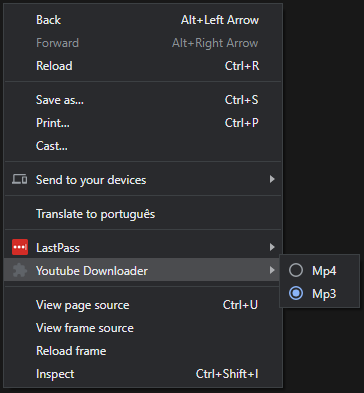 Back Alt+Left Arrow
Forward Alt+Right Arrow
Reload Ctrl+R
Save as... Ctrl+S
Print... Ctrl+P
Cast...
Send to your devices
Translate to português
LastPass
Youtube Downloader
Mp4
Mp3
View page source Ctrl+U
View frame source
Reload frame
Inspect Ctrl+Shift+I